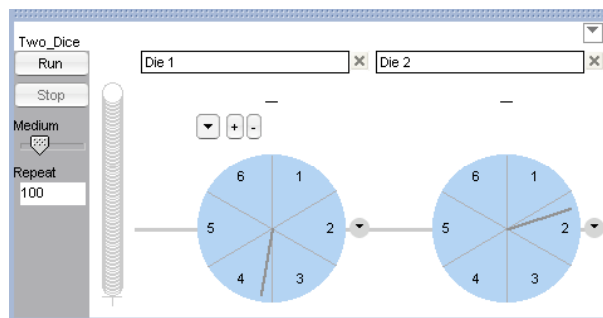 Two_Dice
Run
Stop
Medium
Repeat
100
Die 1
Die 2
+ -
6 1
5 2
4 3
6 1
5 2
4 3